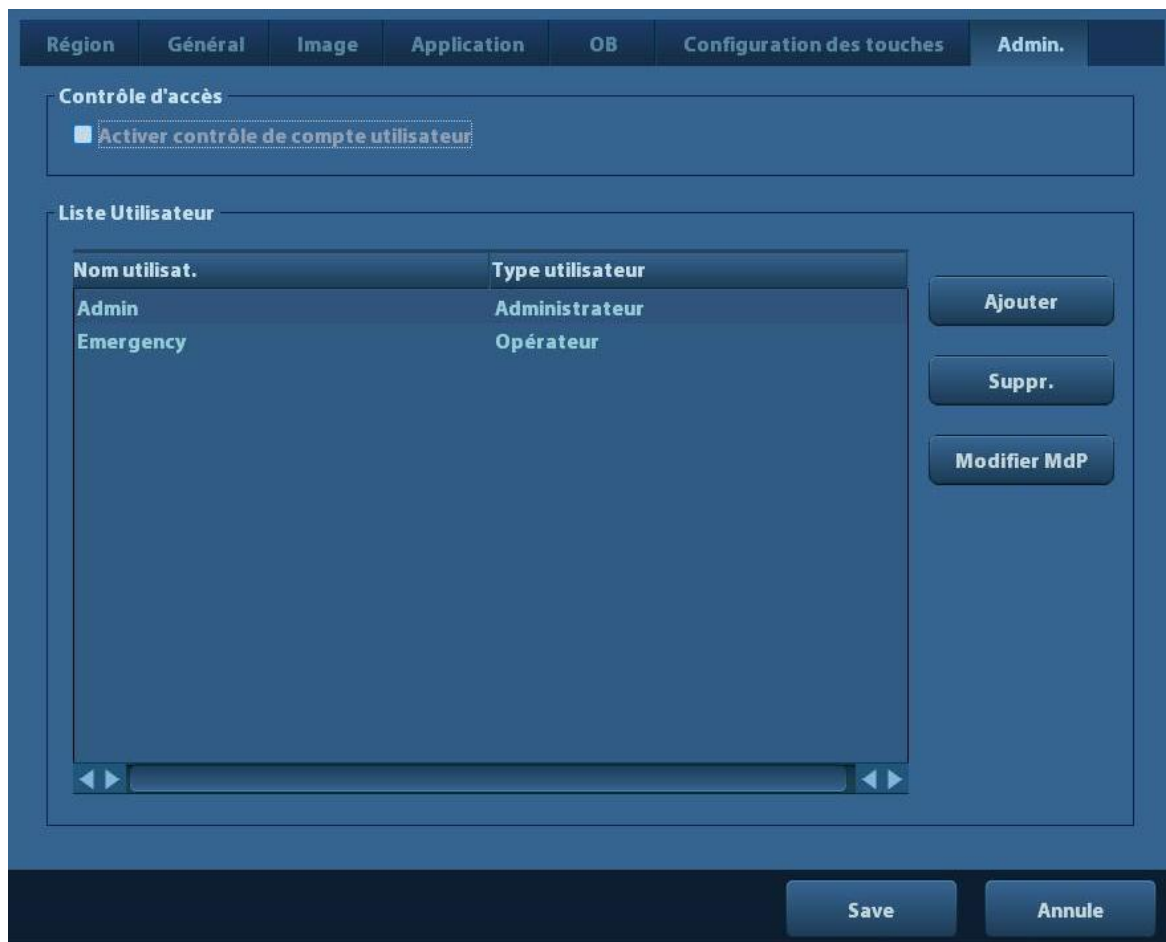 Région Général Image Application OB Configuration des touches Admin.
Contrôle d'accès
Activer contrôle de compte utilisateur
Liste Utilisateur
Nom utilisat. Type utilisateur
Admin Administrateur
Emergency Opérateur
Ajouter
Suppr.
Modifier MdP
Save Annule